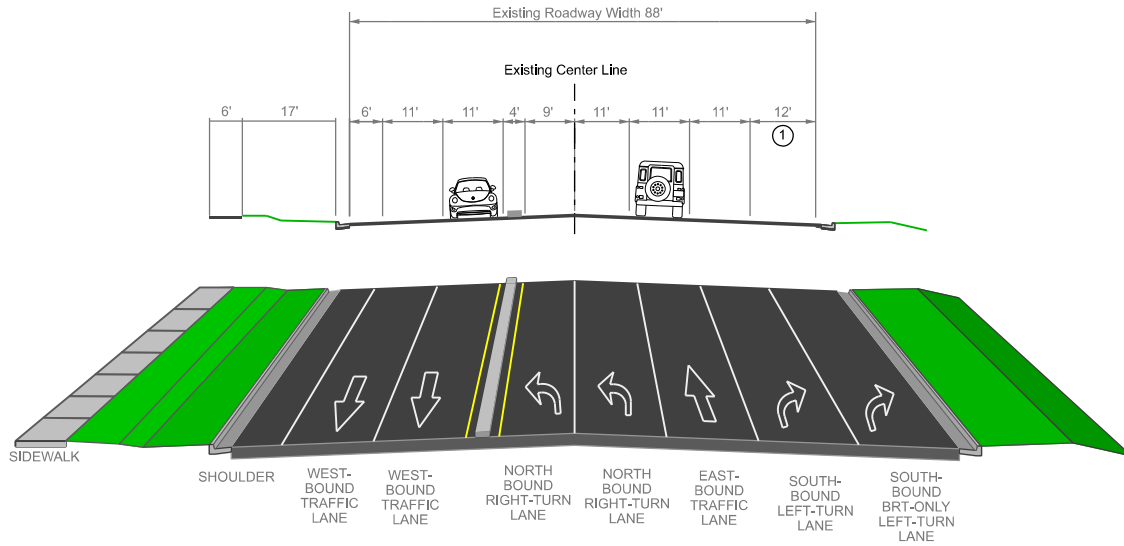 Existing Roadway Width 88'
Existing Center Line
6' 17' 6' 11' 11' 4' 9' 11' 11' 11' 12'
1
SIDEWALK
SHOULDER
WEST-
BOUND
TRAFFIC
LANE
WEST-
BOUND
TRAFFIC
LANE
NORTH
BOUND
RIGHT-TURN
LANE
NORTH
BOUND
RIGHT-TURN
LANE
EAST-
BOUND
TRAFFIC
LANE
SOUTH-
BOUND
LEFT-TURN
LANE
SOUTH-
BOUND
BRT-ONLY
LEFT-TURN
LANE